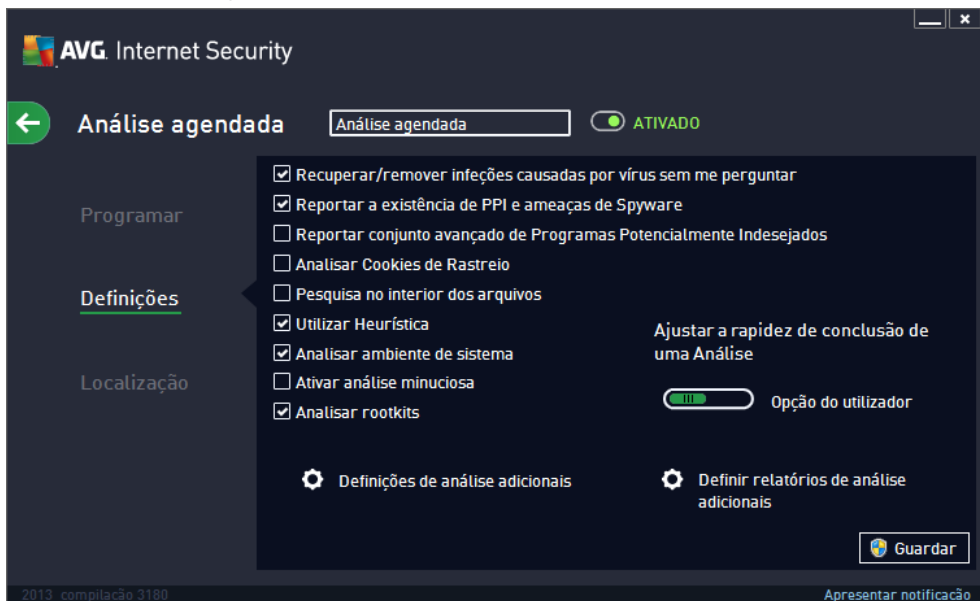 AVG. Internet Security
Análise agendada
Análise agendada
ATIVADO
Programar
Definições
Localização
Recuperar/remover infeções causadas por vírus sem me perguntar
Reportar a existência de PPI e ameaças de Spyware
Reportar conjunto avançado de Programas Potencialmente Indesejados
Analisar Cookies de Rastreio
Pesquisa no interior dos arquivos
Utilizar Heurística
Analisar ambiente de sistema
Ativar análise minuciosa
Analisar rootkits
Ajustar a rapidez de conclusão de
uma Análise
Opção do utilizador
Definições de análise adicionais
Definir relatórios de análise
adicionais
Guardar
2013 compilação 3180
Apresentar notificação